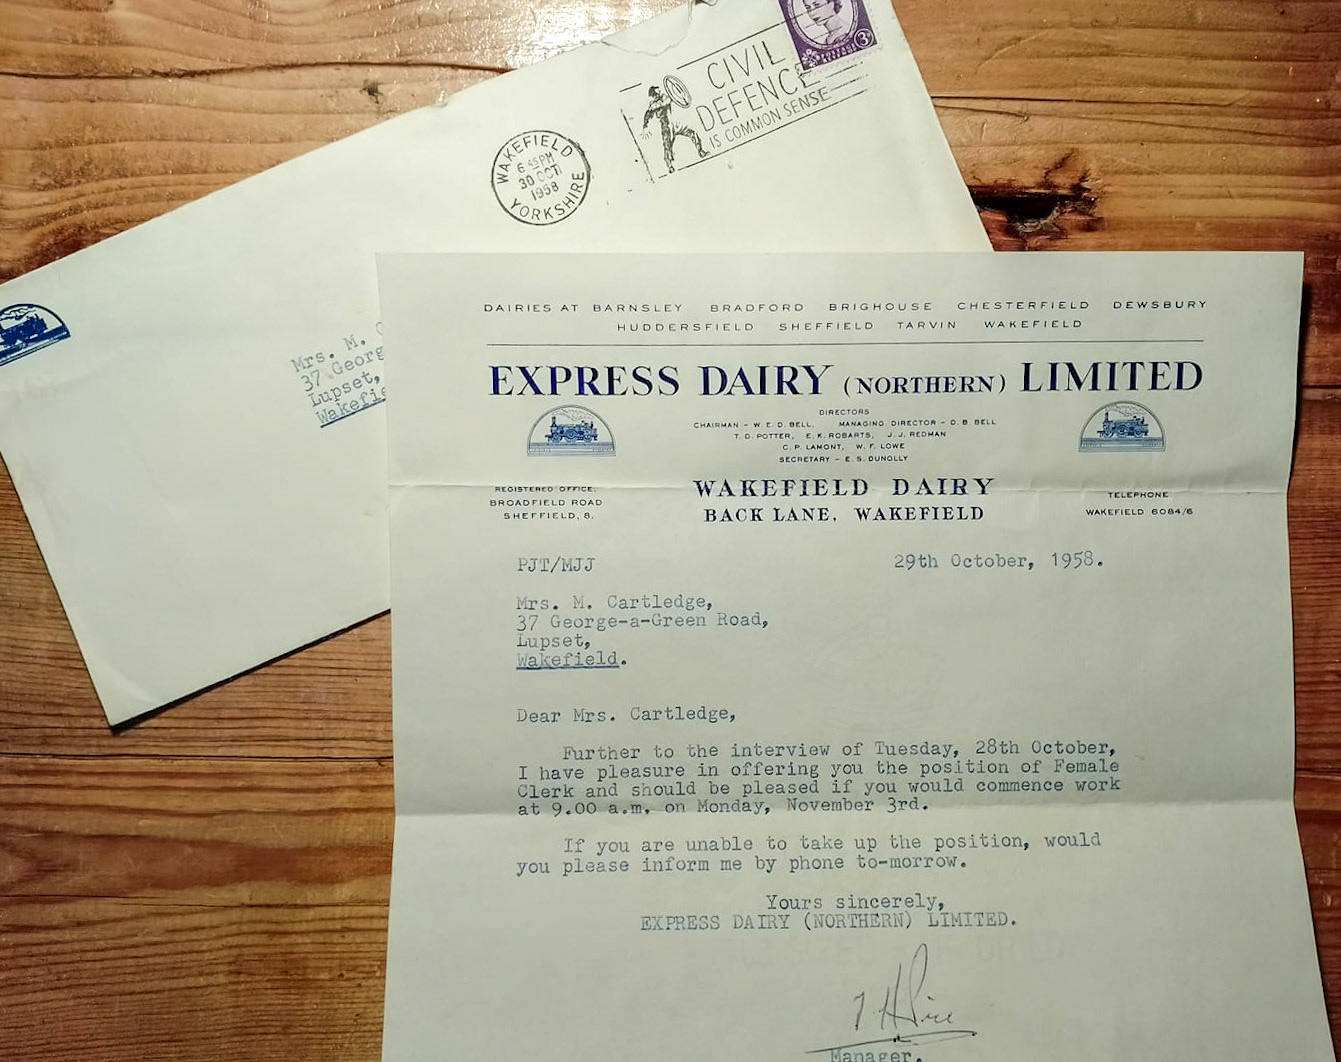 CIVIL
DEFENCE
IS COMMON SENSE
POSTAGE
REVENUE
3D
WAKEFIELD
6 45 PM
30 OCT
1958
YORKSHIRE
Mrs. M.
37 George
Lupset,
Wakefie
DAIRIES AT BARNSLEY BRADFORD BRIGHOUSE CHESTERFIELD DEWSBURY
HUDDERSFIELD SHEFFIELD TARVIN WAKEFIELD
EXPRESS DAIRY (NORTHERN) LIMITED
DIRECTORS
CHAIRMAN – W. E. D. BELL. MANAGING DIRECTOR – D. B. BELL
T. D. POTTER, E. K. ROBARTS, J. J. REDMAN
C. P. LAMONT, W. F. LOWE
SECRETARY – E. S. DUNOLLY
REGISTERED OFFICE.
BROADFIELD ROAD
SHEFFIELD, 8.
WAKEFIELD DAIRY
BACK LANE, WAKEFIELD
TELEPHONE
WAKEFIELD 6084/6
PJT/MJJ 29th October, 1958.
Mrs. M. Cartledge,
37 George-a-Green Road,
Lupset,
Wakefield.
Dear Mrs. Cartledge,
Further to the interview of Tuesday, 28th October,
I have pleasure in offering you the position of Female
Clerk and should be pleased if you would commence work
at 9.00 a.m. on Monday, November 3rd.
If you are unable to take up the position, would
you please inform me by phone to-morrow.
Yours sincerely,
EXPRESS DAIRY (NORTHERN) LIMITED.
Manager.